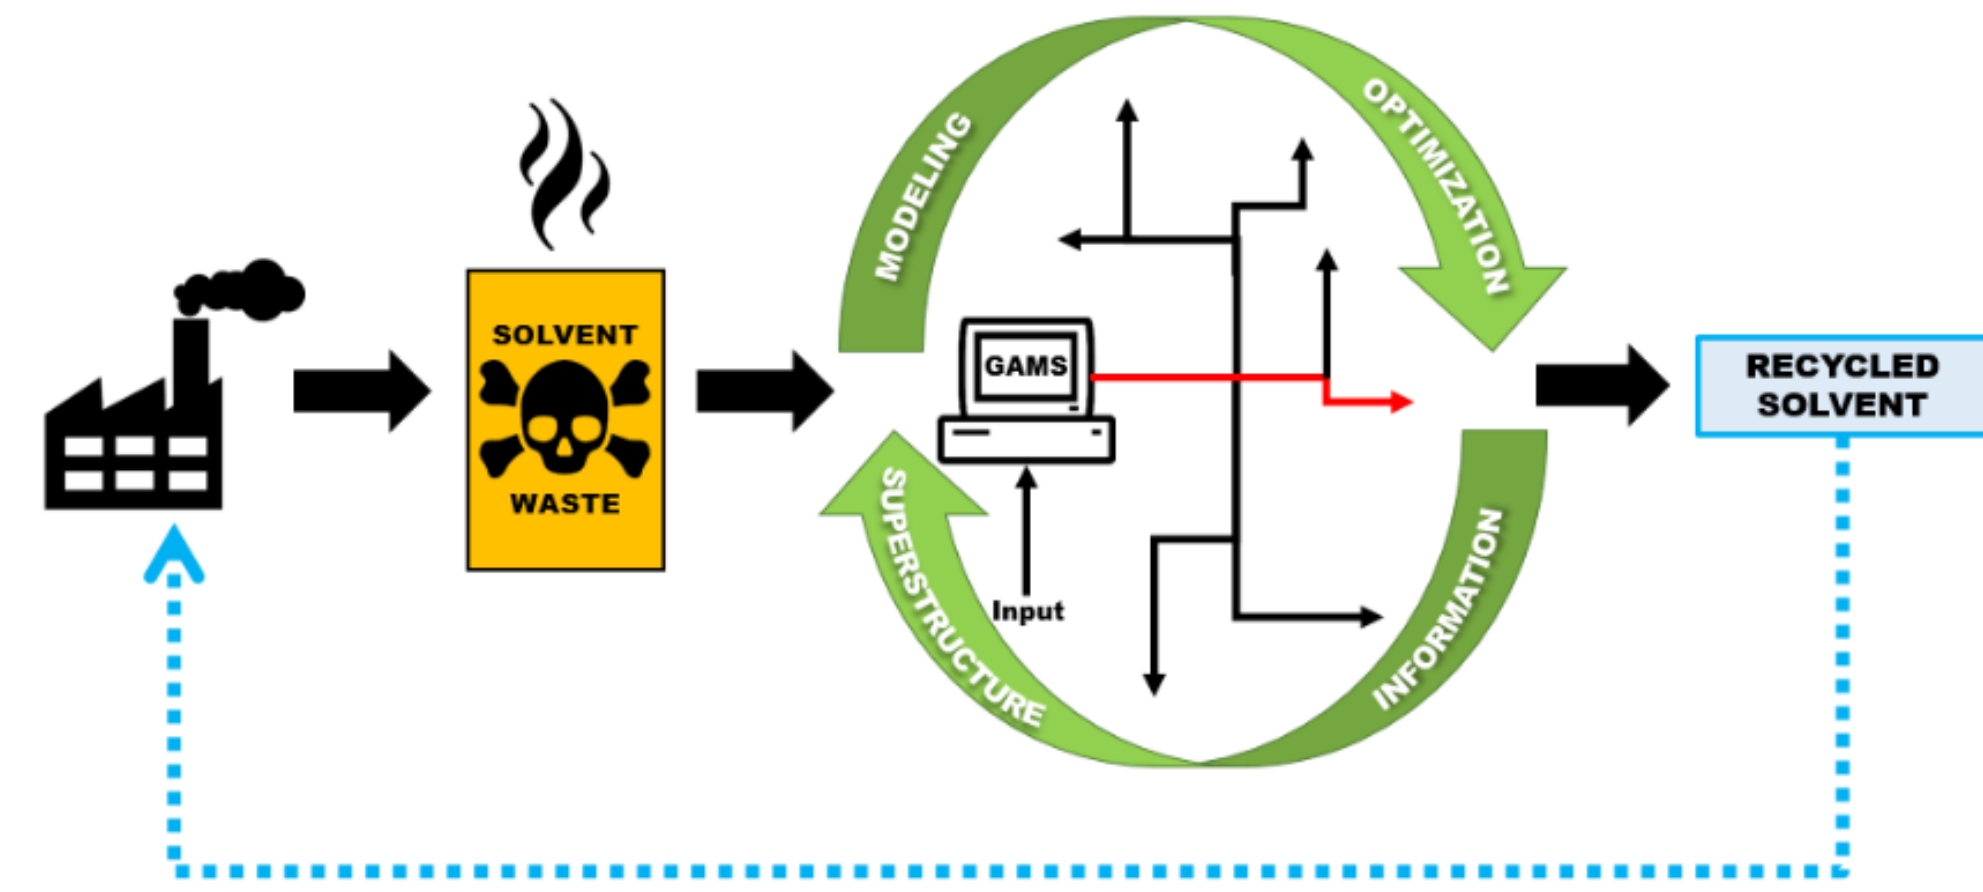 SOLVENT
WASTE
MODELING
OPTIMIZATION
GAMS
Input
SUPERSTRUCTURE
INFORMATION
RECYCLED
SOLVENT